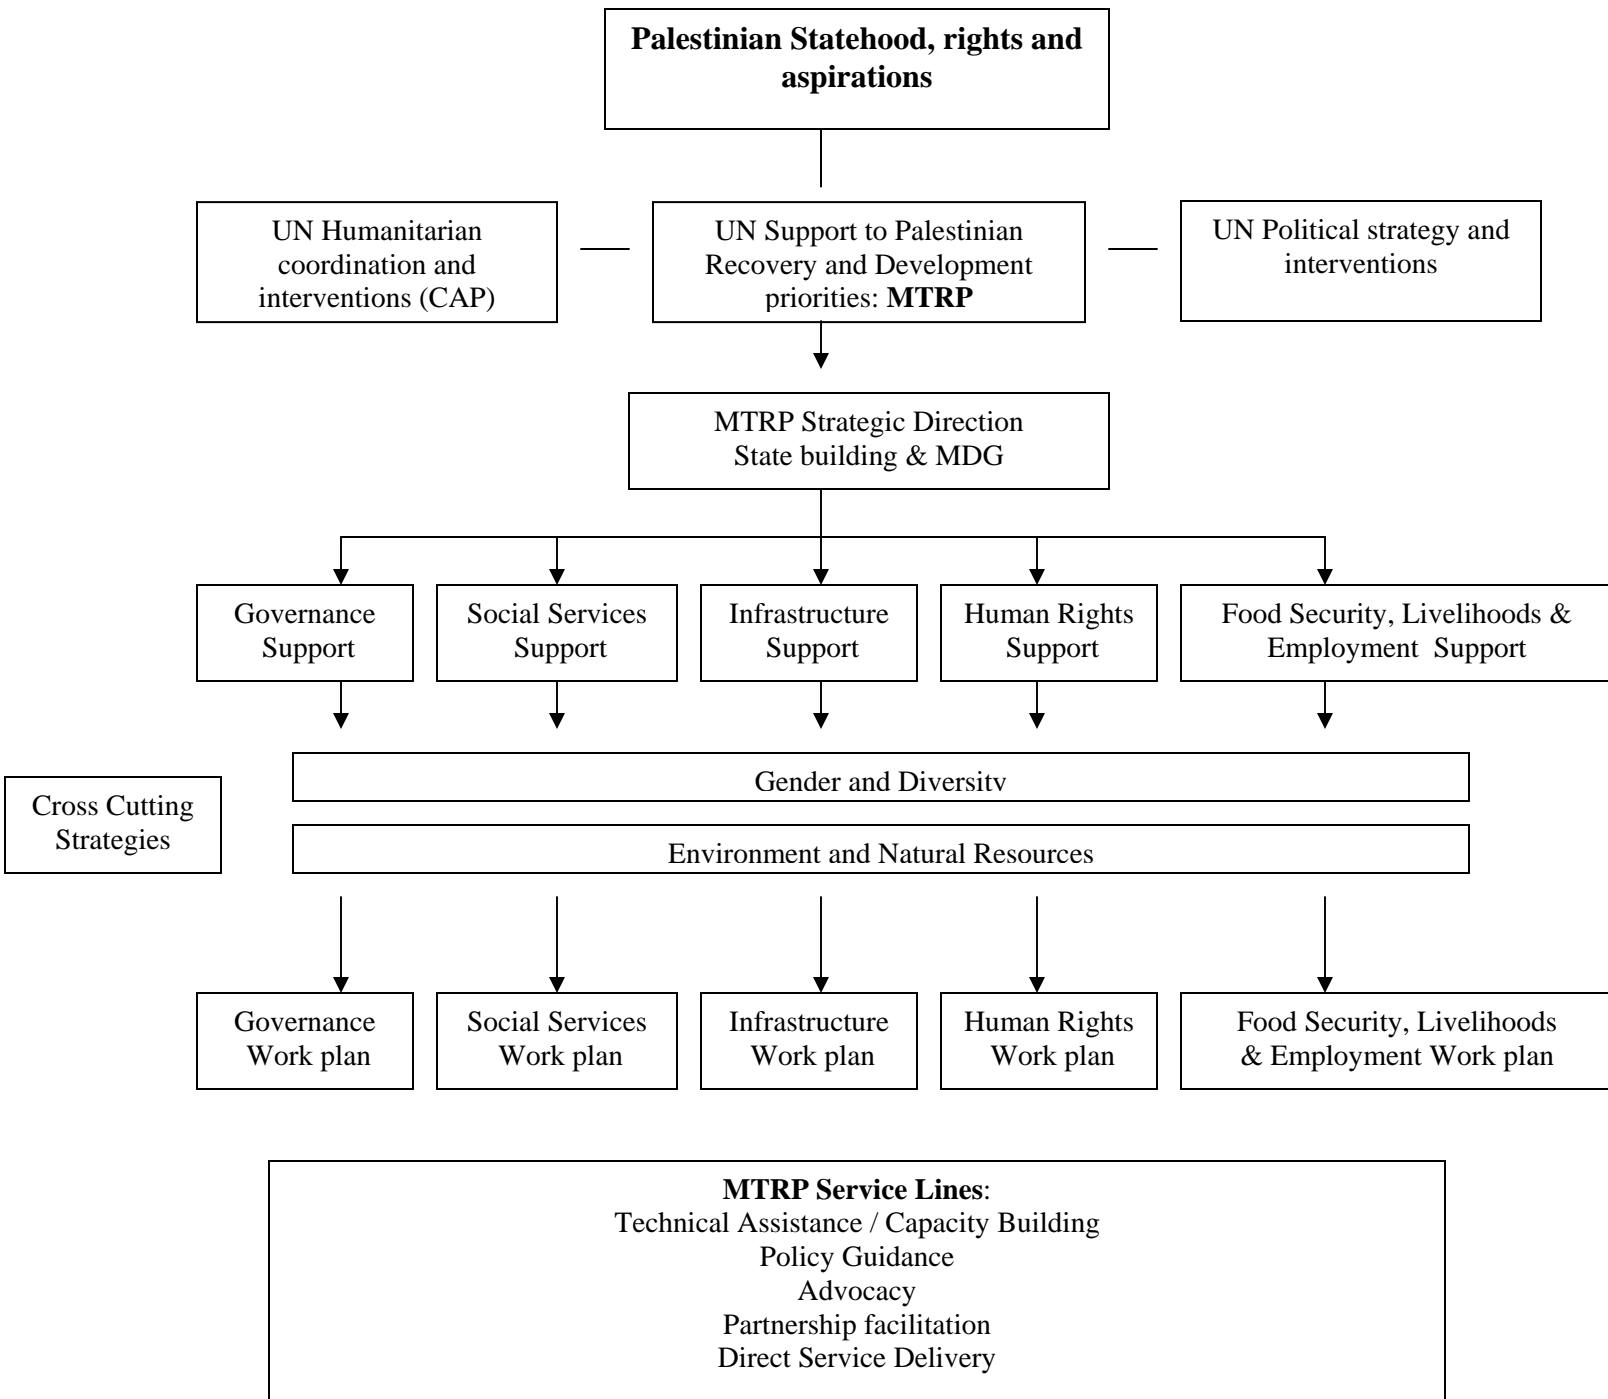 Palestinian Statehood, rights and
aspirations
UN Humanitarian
coordination and
interventions (CAP)
UN Support to Palestinian
Recovery and Development
priorities: MTRP
UN Political strategy and
interventions
MTRP Strategic Direction
State building & MDG
Governance
Support
Social Services
Support
Infrastructure
Support
Human Rights
Support
Food Security, Livelihoods &
Employment Support
Cross Cutting
Strategies
Gender and Diversity
Environment and Natural Resources
Governance
Work plan
Social Services
Work plan
Infrastructure
Work plan
Human Rights
Work plan
Food Security, Livelihoods
& Employment Work plan
MTRP Service Lines:
Technical Assistance / Capacity Building
Policy Guidance
Advocacy
Partnership facilitation
Direct Service Delivery